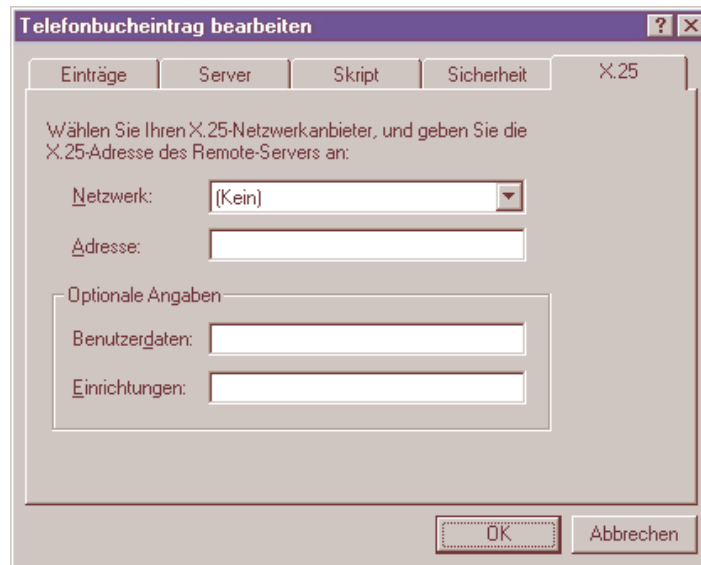 Telefonbucheintrag bearbeiten
Einträge Server Skript Sicherheit X.25
Wählen Sie Ihren X.25-Netzwerkanbieter, und geben Sie die
X.25-Adresse des Remote-Servers an:
Netzwerk: (Kein)
Adresse:
Optionale Angaben
Benutzerdaten:
Einrichtungen:
OK Abbrechen